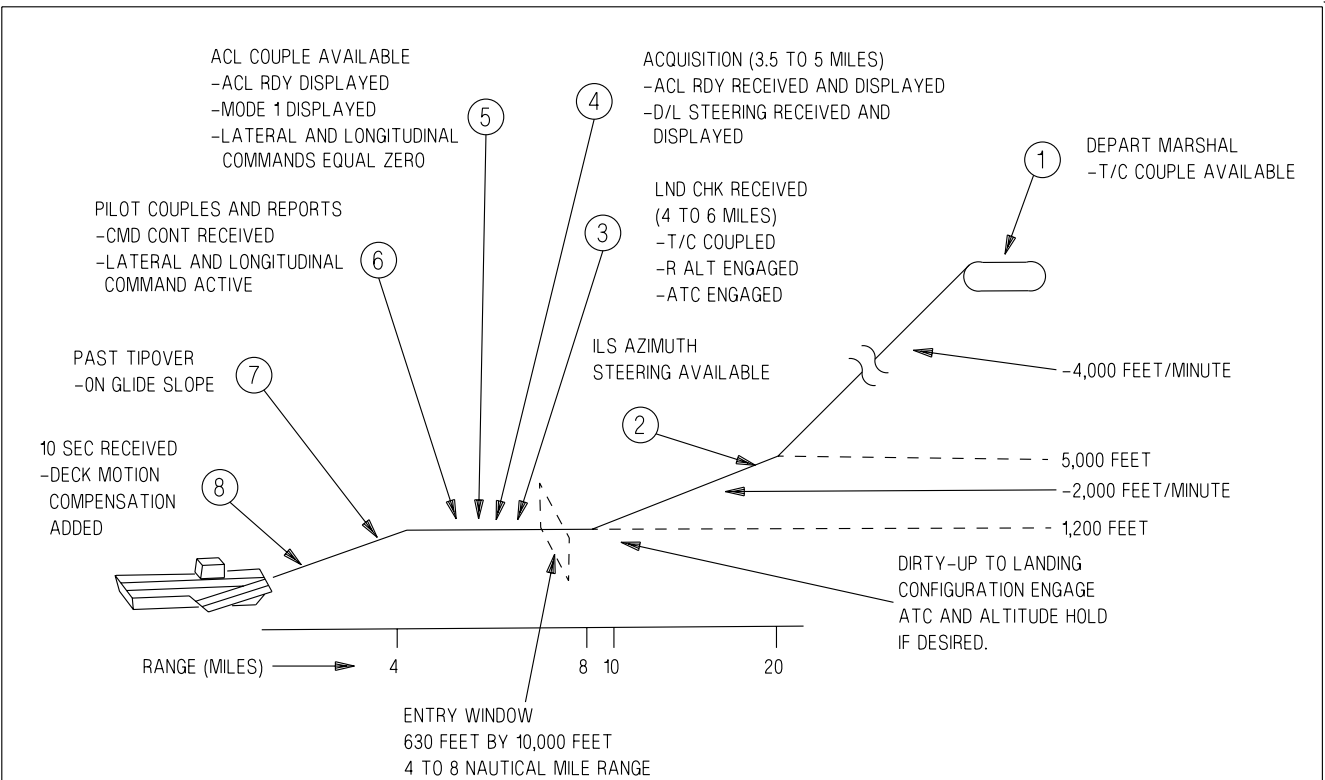 ACL COUPLE AVAILABLE
-ACL RDY DISPLAYED
-MODE 1 DISPLAYED
-LATERAL AND LONGITUDINAL
COMMANDS EQUAL ZERO
5
4
ACQUISITION (3.5 TO 5 MILES)
-ACL RDY RECEIVED AND DISPLAYED
-D/L STEERING RECEIVED AND
DISPLAYED
1
DEPART MARSHAL
-T/C COUPLE AVAILABLE
PILOT COUPLES AND REPORTS
-CMD CONT RECEIVED
-LATERAL AND LONGITUDINAL
COMMAND ACTIVE
6
3
LND CHK RECEIVED
(4 TO 6 MILES)
-T/C COUPLED
-R ALT ENGAGED
-ATC ENGAGED
PAST TIPOVER
-ON GLIDE SLOPE
7
ILS AZIMUTH
STEERING AVAILABLE
2
-4,000 FEET/MINUTE
10 SEC RECEIVED
-DECK MOTION
COMPENSATION
ADDED
8
5,000 FEET
-2,000 FEET/MINUTE
1,200 FEET
DIRTY-UP TO LANDING
CONFIGURATION ENGAGE
ATC AND ALTITUDE HOLD
IF DESIRED.
RANGE (MILES)
4
8
10
20
ENTRY WINDOW
630 FEET BY 10,000 FEET
4 TO 8 NAUTICAL MILE RANGE